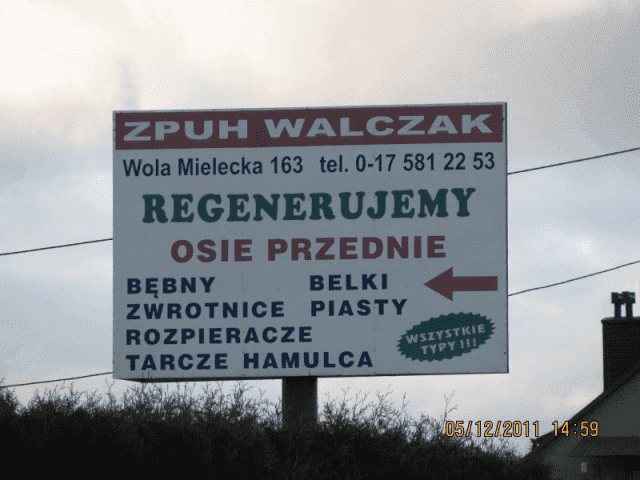 ZPUH WALCZAK
Wola Mielecka 163 tel. 0-17 581 22 53
REGENERUJEMY
OSIE PRZEDNIE
BĘBNY BELKI
ZWROTNICE PIASTY
ROZPIERACZE
TARCZE HAMULCA
WSZYSTKIE
TYPY !!!
05/12/2011 14:59